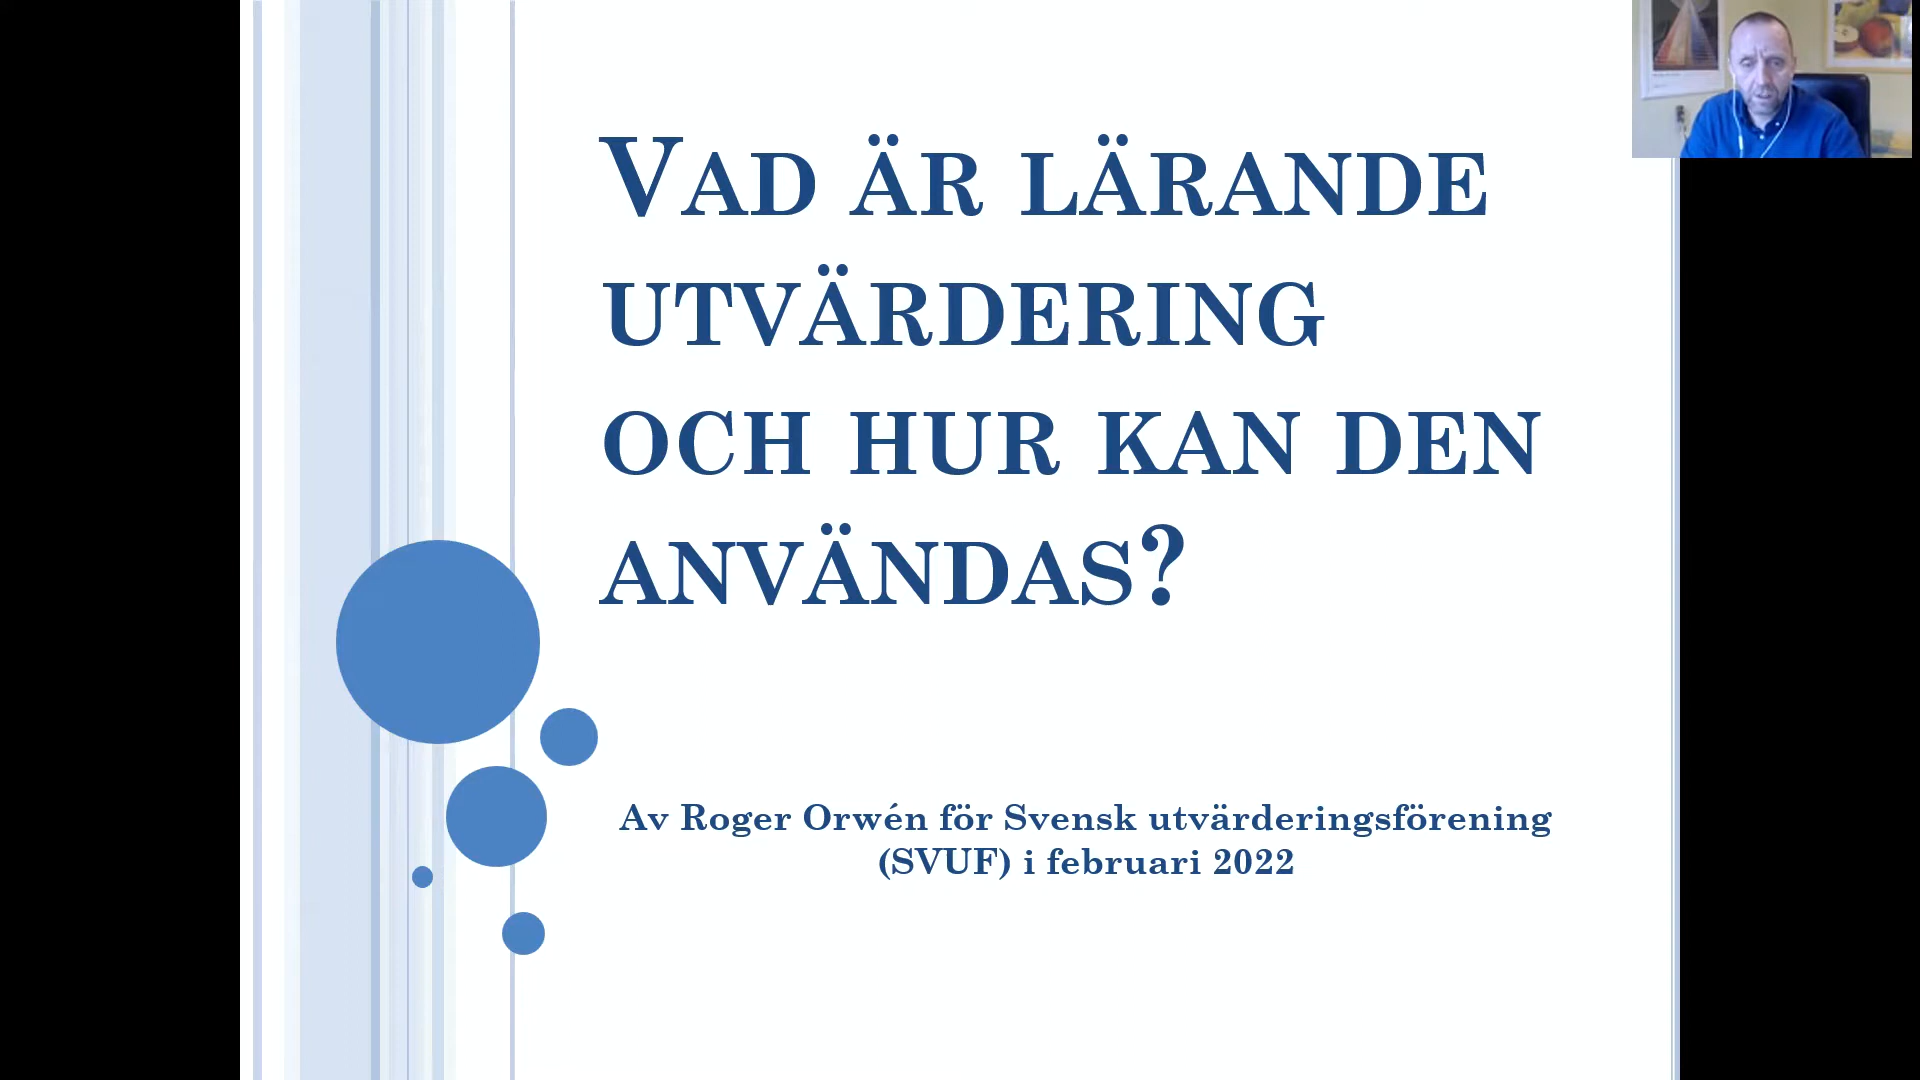 VAD ÄR LÄRANDE
UTVÄRDERING
OCH HUR KAN DEN
ANVÄNDAS?
Av Roger Orwén för Svensk utvärderingsförening
(SVUF) i februari 2022